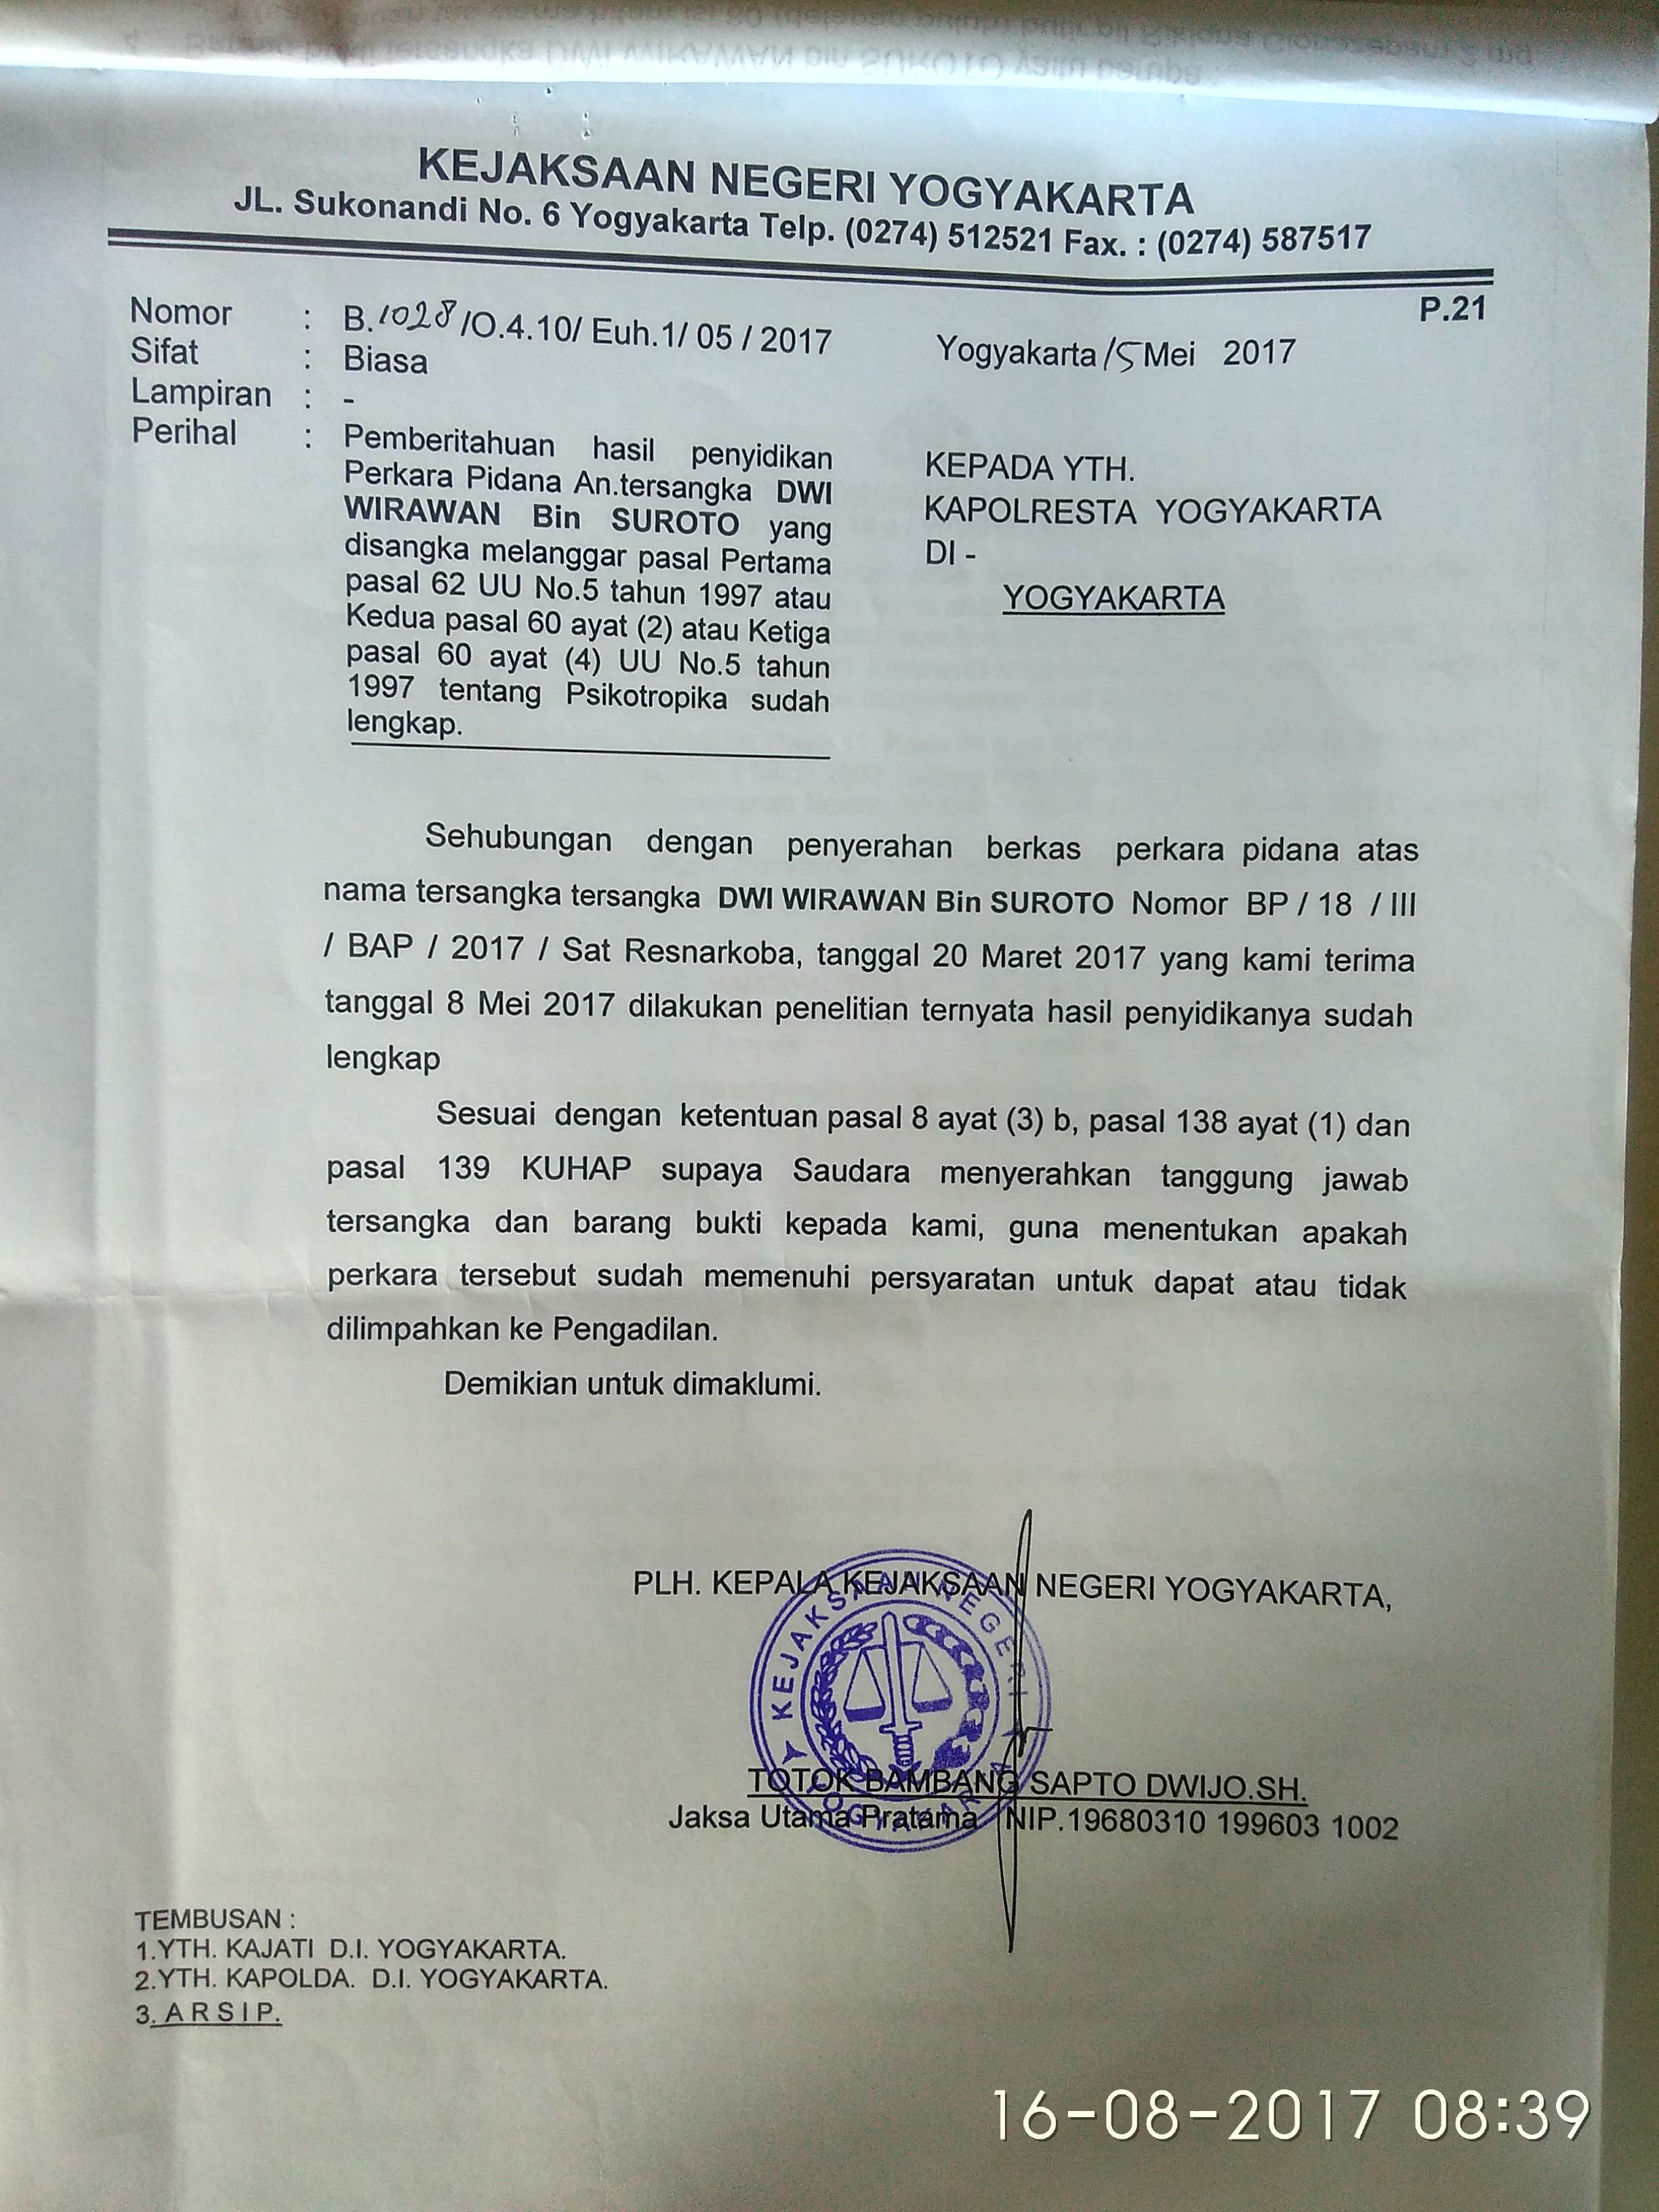 KEJAKSAAN NEGERI YOGYAKARTA
JL. Sukonandi No. 6 Yogyakarta Telp. (0274) 512521 Fax. : (0274) 587517
P.21
Nomor : B.1028/O.4.10/ Euh.1/ 05 / 2017
Sifat : Biasa
Lampiran : -
Perihal : Pemberitahuan hasil penyidikan
Perkara Pidana An.tersangka DWI
WIRAWAN Bin SUROTO yang
disangka melanggar pasal Pertama
pasal 62 UU No.5 tahun 1997 atau
Kedua pasal 60 ayat (2) atau Ketiga
pasal 60 ayat (4) UU No.5 tahun
1997 tentang Psikotropika sudah
lengkap.
Yogyakarta 15 Mei 2017
KEPADA YTH.
KAPOLRESTA YOGYAKARTA
DI -
YOGYAKARTA
Sehubungan dengan penyerahan berkas perkara pidana atas
nama tersangka tersangka DWI WIRAWAN Bin SUROTO Nomor BP / 18 / III
/ BAP / 2017 / Sat Resnarkoba, tanggal 20 Maret 2017 yang kami terima
tanggal 8 Mei 2017 dilakukan penelitian ternyata hasil penyidikanya sudah
lengkap
Sesuai dengan ketentuan pasal 8 ayat (3) b, pasal 138 ayat (1) dan
pasal 139 KUHAP supaya Saudara menyerahkan tanggung jawab
tersangka dan barang bukti kepada kami, guna menentukan apakah
perkara tersebut sudah memenuhi persyaratan untuk dapat atau tidak
dilimpahkan ke Pengadilan.
Demikian untuk dimaklumi.
PLH. KEPALA KEJAKSAAN NEGERI YOGYAKARTA,
KEJAKSAAN NEGERI YOGYAKARTA
TOTOK BAMBANG SAPTO DWIJO.SH.
Jaksa Utama Pratama NIP.19680310 199603 1002
TEMBUSAN :
1.YTH. KAJATI D.I. YOGYAKARTA.
2.YTH. KAPOLDA. D.I. YOGYAKARTA.
3. A R S I P.
16-08-2017 08:39